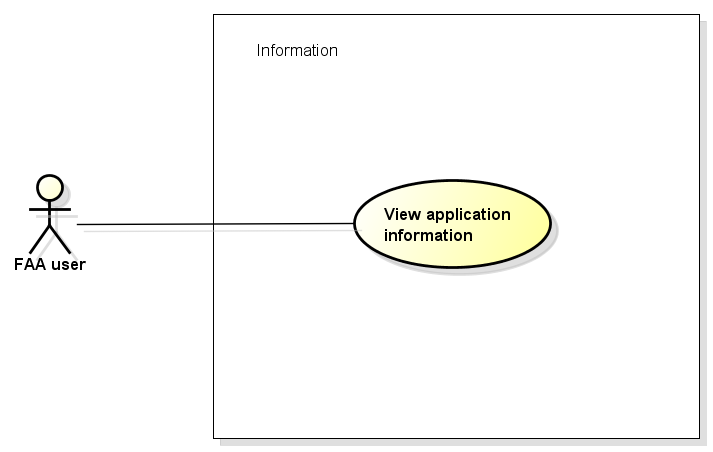 Information
View application
information
FAA user